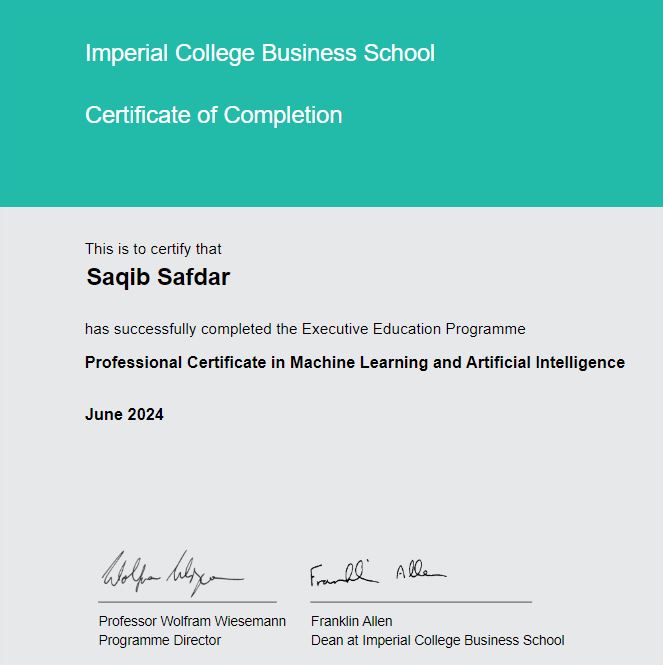 Imperial College Business School
Certificate of Completion
This is to certify that
Saqib Safdar
has successfully completed the Executive Education Programme
Professional Certificate in Machine Learning and Artificial Intelligence
June 2024
Franklin Allen
Professor Wolfram Wiesemann
Programme Director
Franklin Allen
Dean at Imperial College Business School